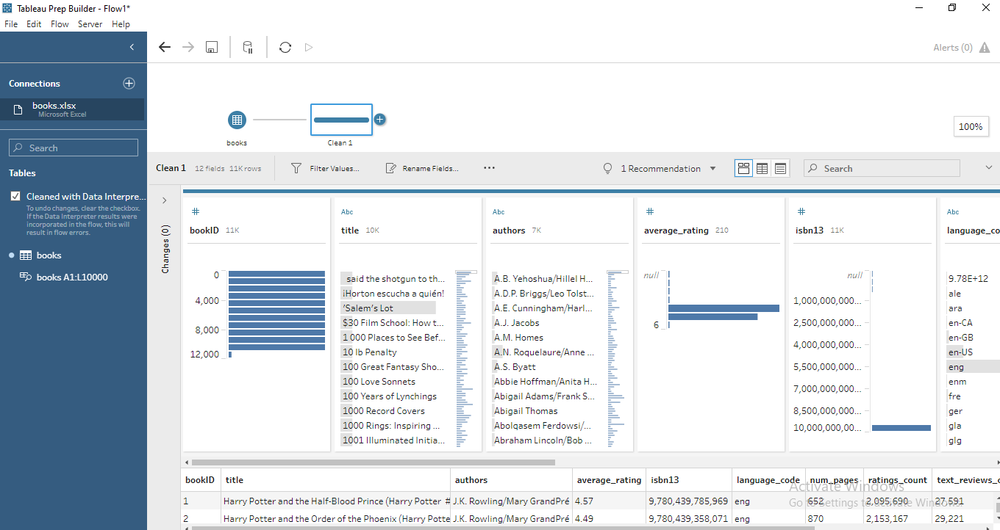 Tableau Prep Builder - Flow1*
File Edit Flow Server Help
Alerts (0)
Connections
books.xlsx
Microsoft Excel
Search
Tables
Cleaned with Data Interpre...
To undo changes, clear the checkbox.
If the Data Interpreter results were
incorporated in the flow, this will
result in flow errors.
books
books A1:L10000
books
Clean 1
100%
Clean 1 12 fields 11K rows Filter Values... Rename Fields... ... 1 Recommendation Search
Changes (0)
# 
bookID 11K
0
4,000
8,000
12,000
Abc
title 10K
said the shotgun to th...
¡Horton escucha a quién!
'Salem's Lot
$30 Film School: How t...
1 000 Places to See Bef...
10 lb Penalty
100 Great Fantasy Sho...
100 Love Sonnets
100 Years of Lynchings
1000 Record Covers
1000 Rings: Inspiring ...
1001 Illuminated Initia...
Abc
authors 7K
A.B. Yehoshua/Hillel H...
A.D.P. Briggs/Leo Tolst...
A.E. Cunningham/Harl...
A.J. Jacobs
A.M. Homes
A.N. Roquelaure/Anne ...
A.S. Byatt
Abbie Hoffman/Anita H...
Abigail Adams/Frank S...
Abigail Thomas
Abolqasem Ferdowsi/...
Abraham Lincoln/Bob ...
#
average_rating 210
null
6
#
isbn13 11K
null
1,000,000,000...
2,500,000,000...
4,000,000,000...
5,500,000,000...
7,000,000,000...
8,500,000,000...
10,000,000,00...
Abc
language_co
9.78E+12
ale
ara
en-CA
en-GB
en-US
eng
enm
fre
ger
gla
glg
bookID title authors average_rating isbn13 language_code num_pages ratings_count text_reviews_c
1 Harry Potter and the Half-Blood Prince (Harry Potter # J.K. Rowling/Mary GrandPré 4.57 9,780,439,785,969 eng 652 2,095,690 27,591
2 Harry Potter and the Order of the Phoenix (Harry Potte J.K. Rowling/Mary GrandPré 4.49 9,780,439,358,071 eng 870 2,153,167 29,221
Activate Windows
Go to Settings to activate Windows.